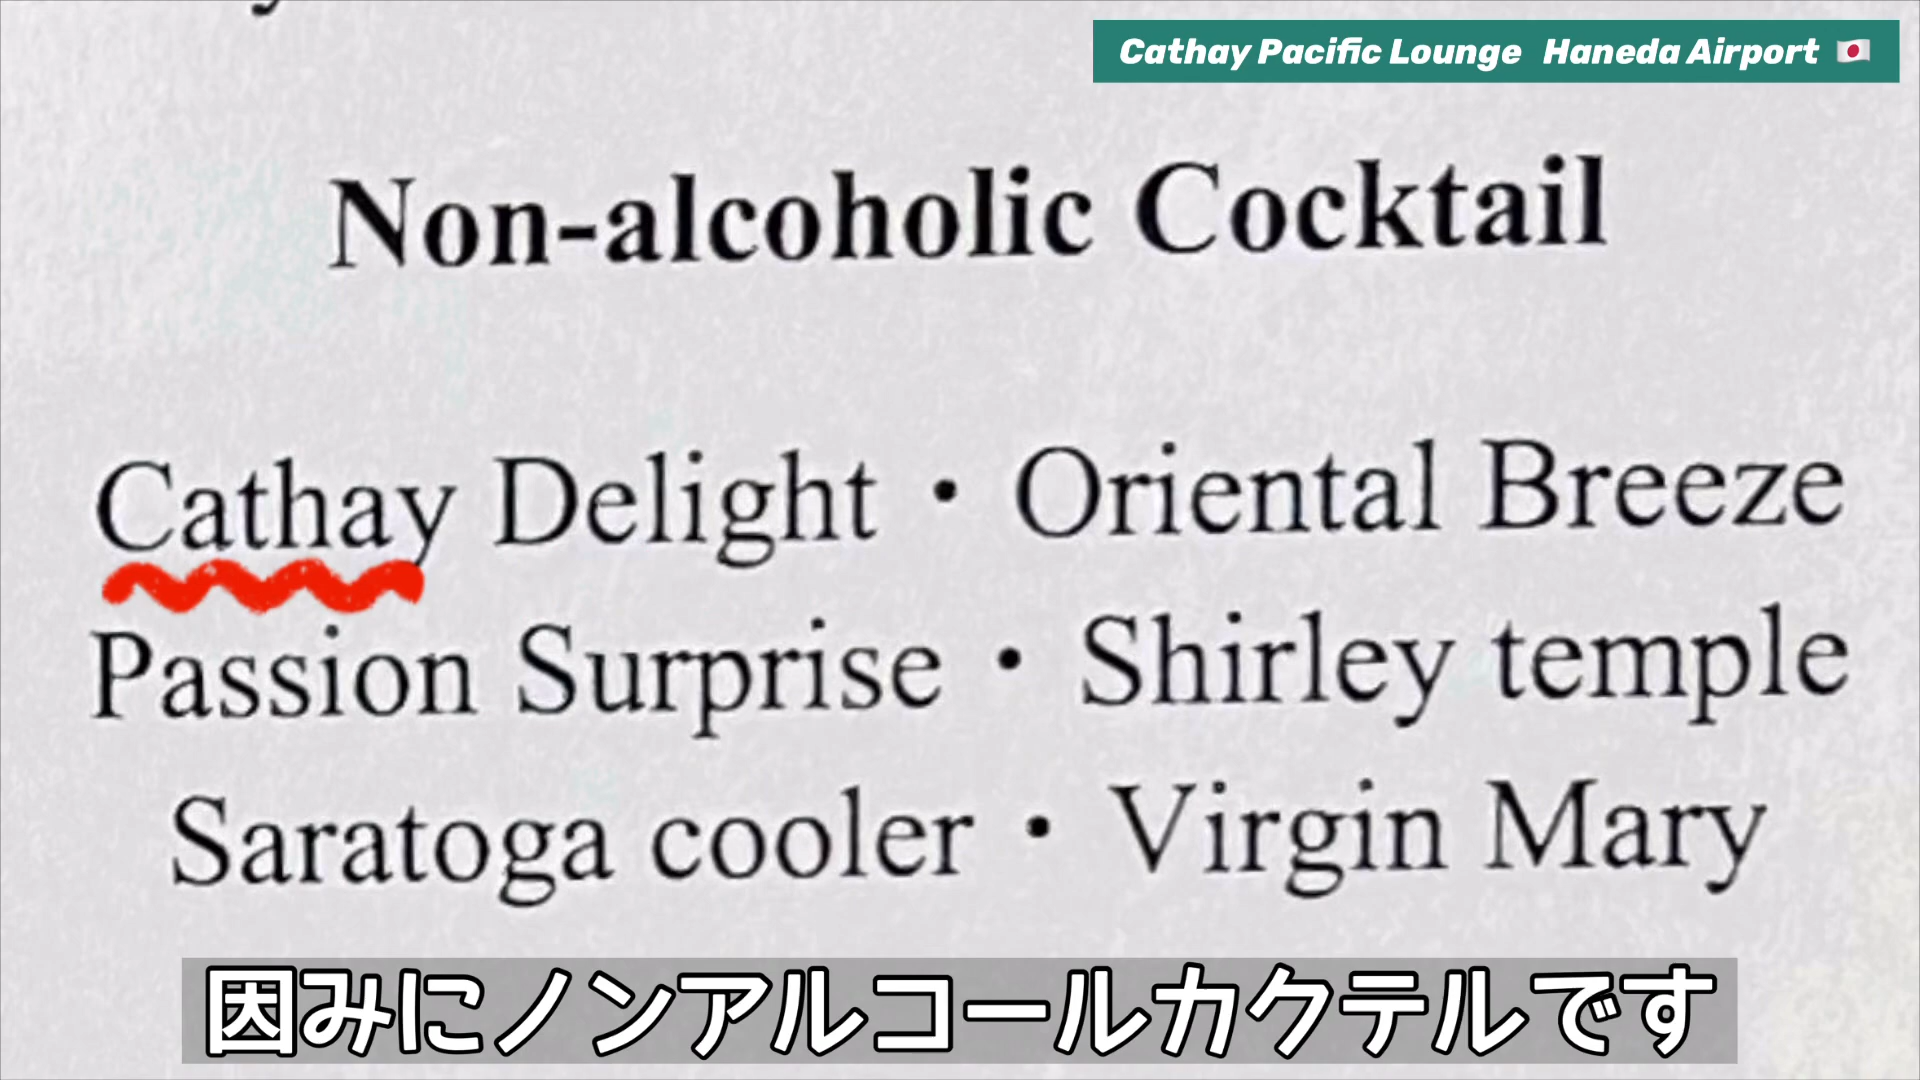 Cathay Pacific Lounge Haneda Airport 🇯🇵
Non-alcoholic Cocktail
Cathay Delight・Oriental Breeze
Passion Surprise・Shirley temple
Saratoga cooler・Virgin Mary
因みにノンアルコールカクテルです